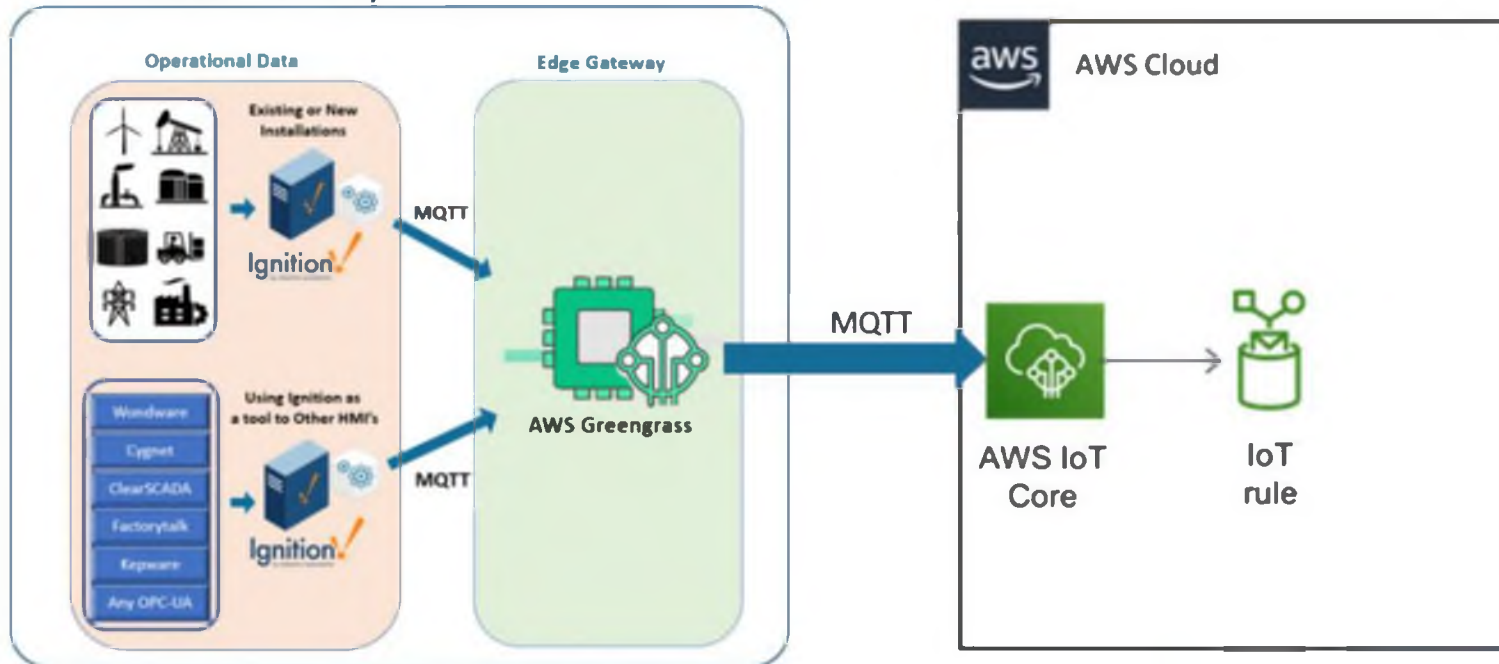 Operational Data
Edge Gateway
aws
AWS Cloud
Existing or New
Installations
MQTT
Ignition
MQTT
Using Ignition as
a tool to Other HMI's
Wondware
Cygnet
ClearSCADA
Factorytalk
Kepware
Any OPC-UA
AWS Greengrass
MQTT
Ignition
AWS IoT
Core
IoT
rule